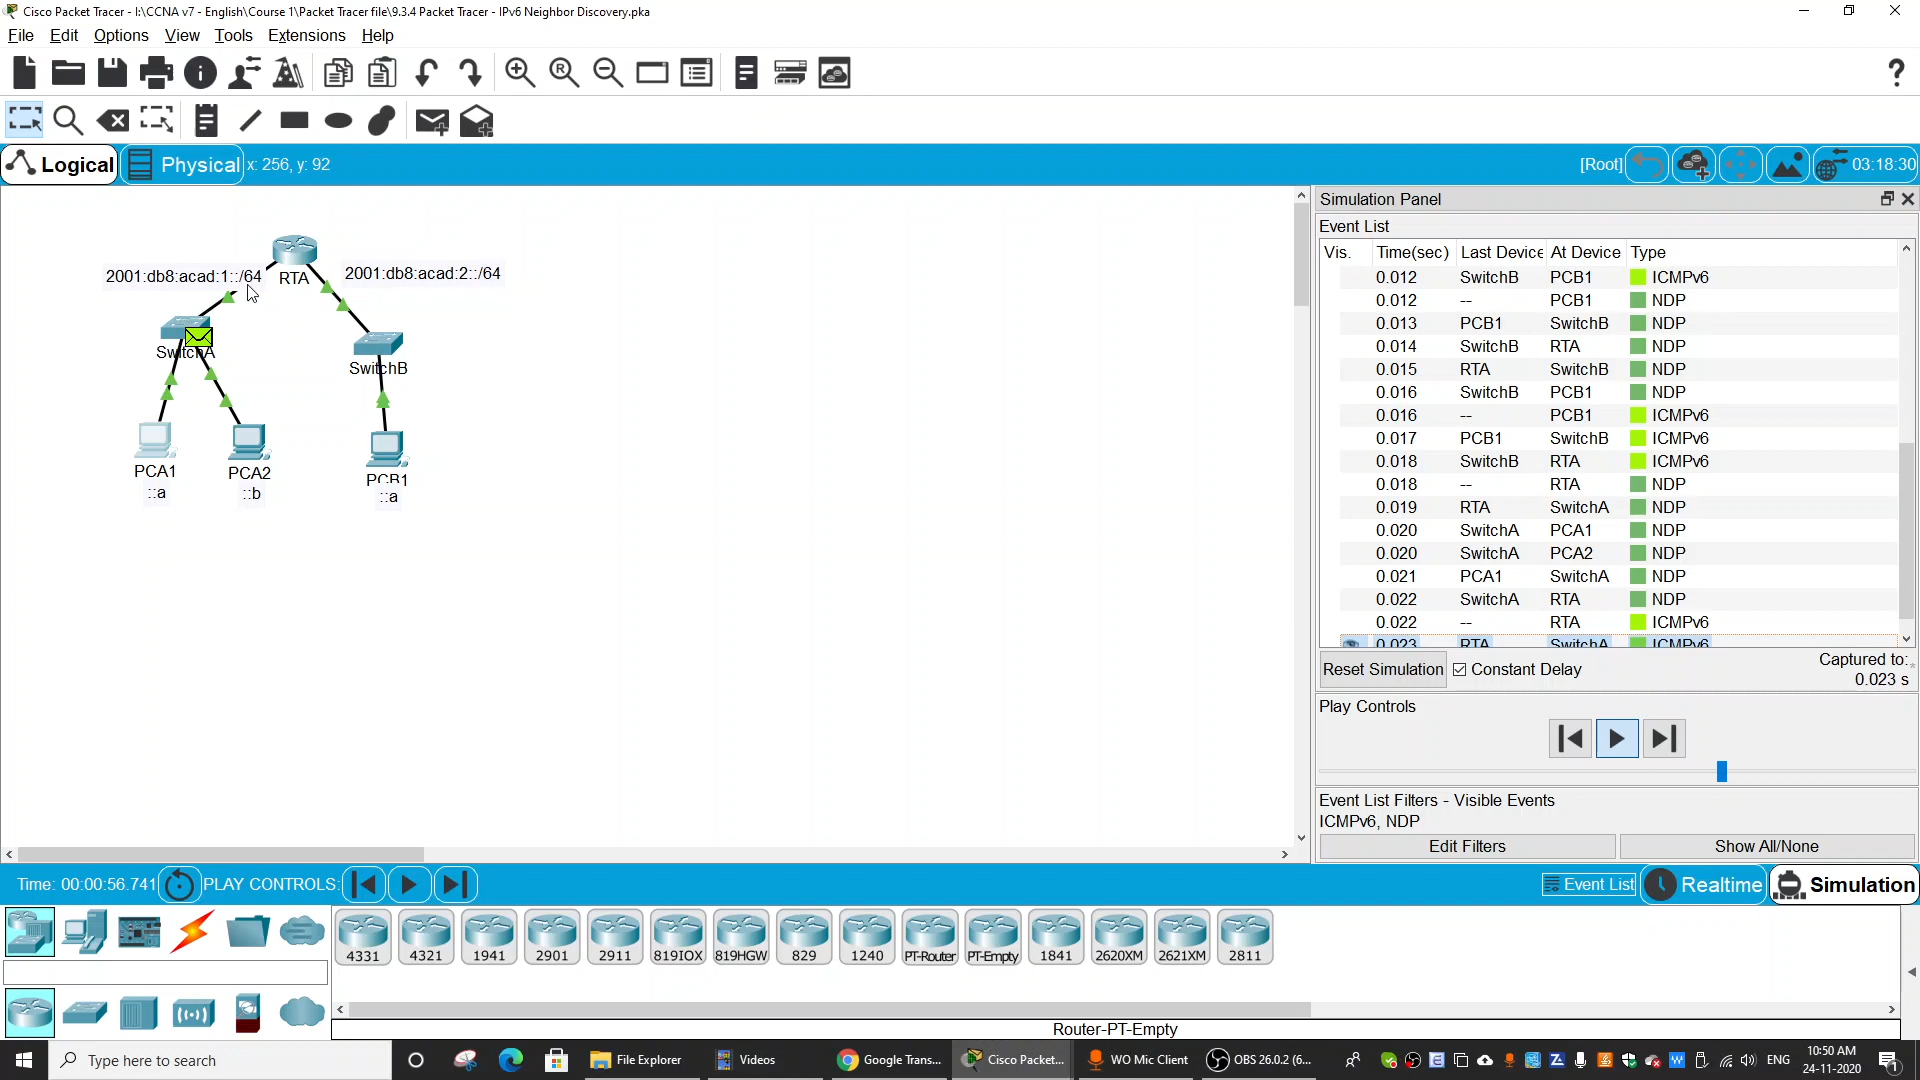 Cisco Packet Tracer - I:\CCNA v7 - English\Course 1\Packet Tracer file\9.3.4 Packet Tracer - IPv6 Neighbor Discovery.pka
File Edit Options View Tools Extensions Help
Logical Physical x: 256, y: 92 [Root] 03:18:30
2001:db8:acad:1::/64
RTA
2001:db8:acad:2::/64
SwitchA
SwitchB
PCA1
::a
PCA2
::b
PCB1
::a
Simulation Panel
Event List
Vis. Time(sec) Last Device At Device Type
0.012 SwitchB PCB1 ICMPv6
0.012 -- PCB1 NDP
0.013 PCB1 SwitchB NDP
0.014 SwitchB RTA NDP
0.015 RTA SwitchB NDP
0.016 SwitchB PCB1 NDP
0.016 -- PCB1 ICMPv6
0.017 PCB1 SwitchB ICMPv6
0.018 SwitchB RTA ICMPv6
0.018 -- RTA NDP
0.019 RTA SwitchA NDP
0.020 SwitchA PCA1 NDP
0.020 SwitchA PCA2 NDP
0.021 PCA1 SwitchA NDP
0.022 SwitchA RTA NDP
0.022 -- RTA ICMPv6
0.023 RTA SwitchA ICMPv6
Reset Simulation Constant Delay
Captured to:
0.023 s
Play Controls
Event List Filters - Visible Events
ICMPv6, NDP
Edit Filters Show All/None
Time: 00:00:56.741 PLAY CONTROLS: Event List Realtime Simulation
4331 4321 1941 2901 2911 819IOX 819HGW 829 1240 PT-Router PT-Empty 1841 2620XM 2621XM 2811
Router-PT-Empty
Type here to search File Explorer Videos Google Trans... Cisco Packet... WO Mic Client OBS 26.0.2 (6... ENG
10:50 AM
24-11-2020
1